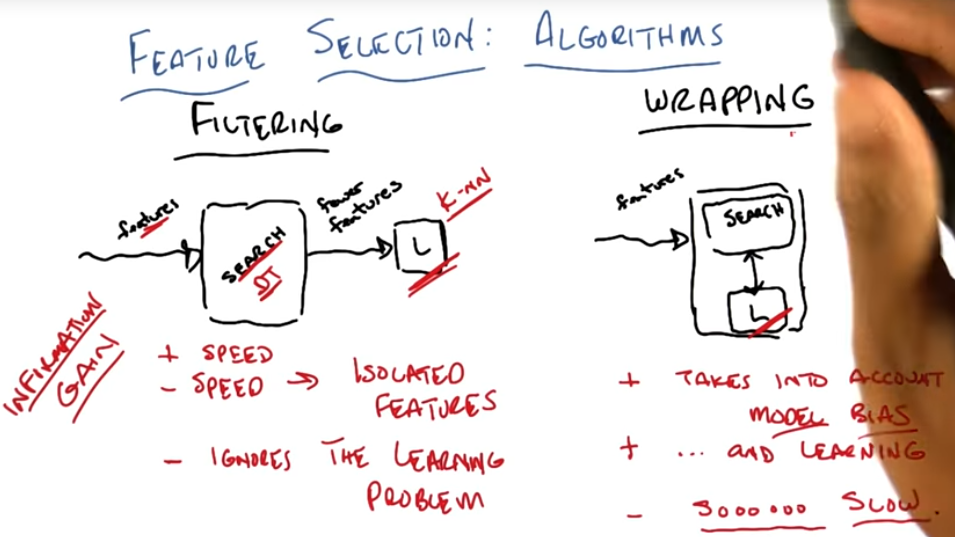 FEATURE SELECTION: ALGORITHMS
FILTERING
features
SEARCH
DT
fewer
features
L
K-NN
INFORMATION
GAIN
+ SPEED
- SPEED → ISOLATED
FEATURES
- IGNORES THE LEARNING
PROBLEM
WRAPPING
features
SEARCH
L
+ TAKES INTO ACCOUNT
MODEL BIAS
+ ... AND LEARNING
- SOOOOOO SLOW.